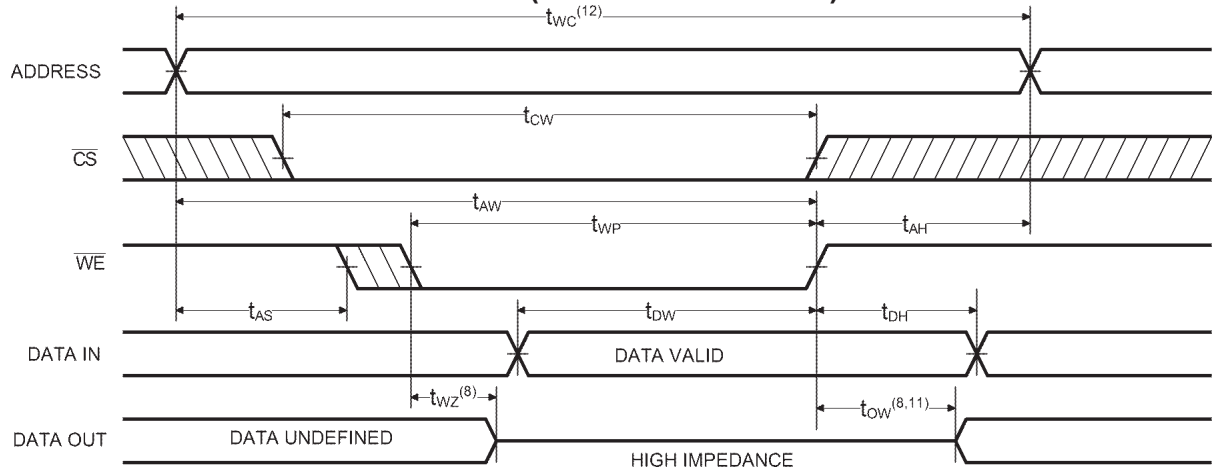 tWC(12)
ADDRESS
tCW
CS
tAW
tWP
tAH
WE
tAS
tDW
tDH
DATA IN
DATA VALID
tWZ(8)
tOW(8,11)
DATA OUT
DATA UNDEFINED
HIGH IMPEDANCE